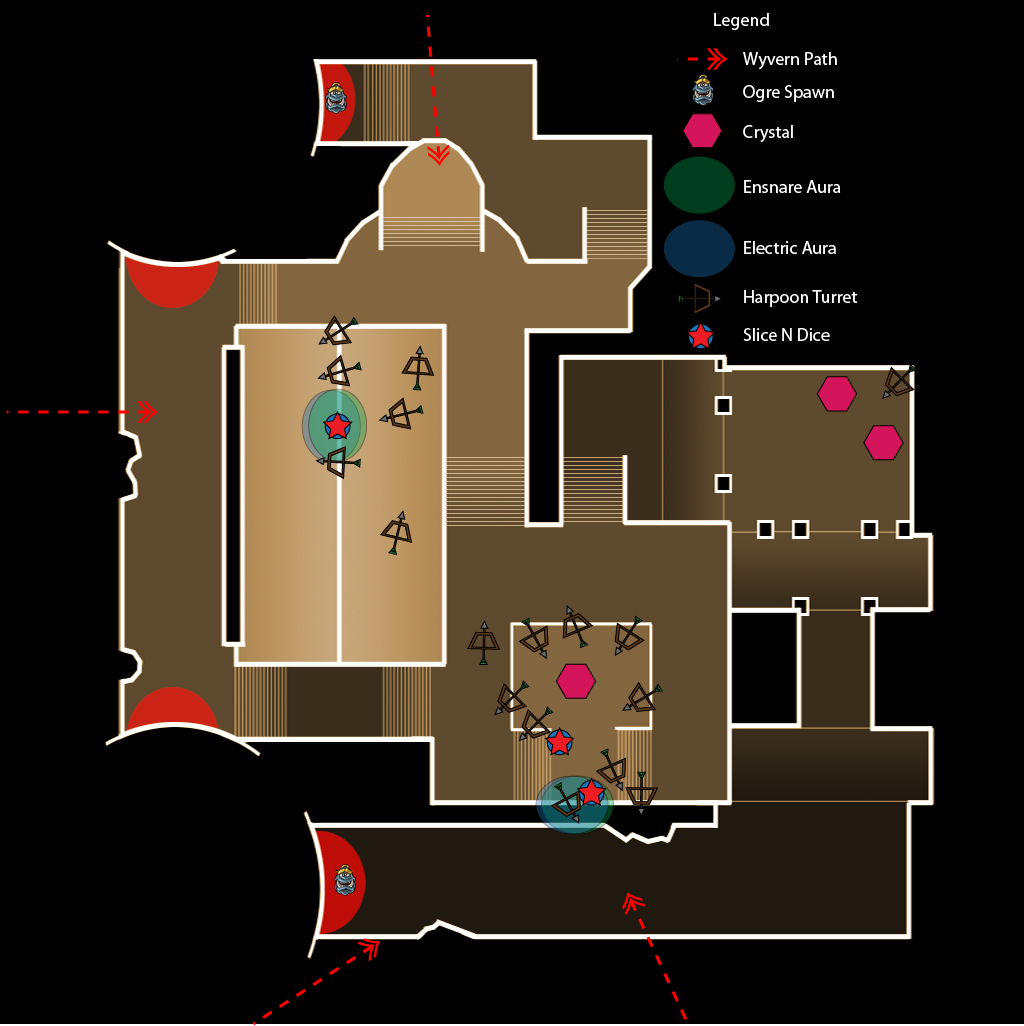 Legend
Wyvern Path
Ogre Spawn
Crystal
Ensnare Aura
Electric Aura
Harpoon Turret
Slice N Dice